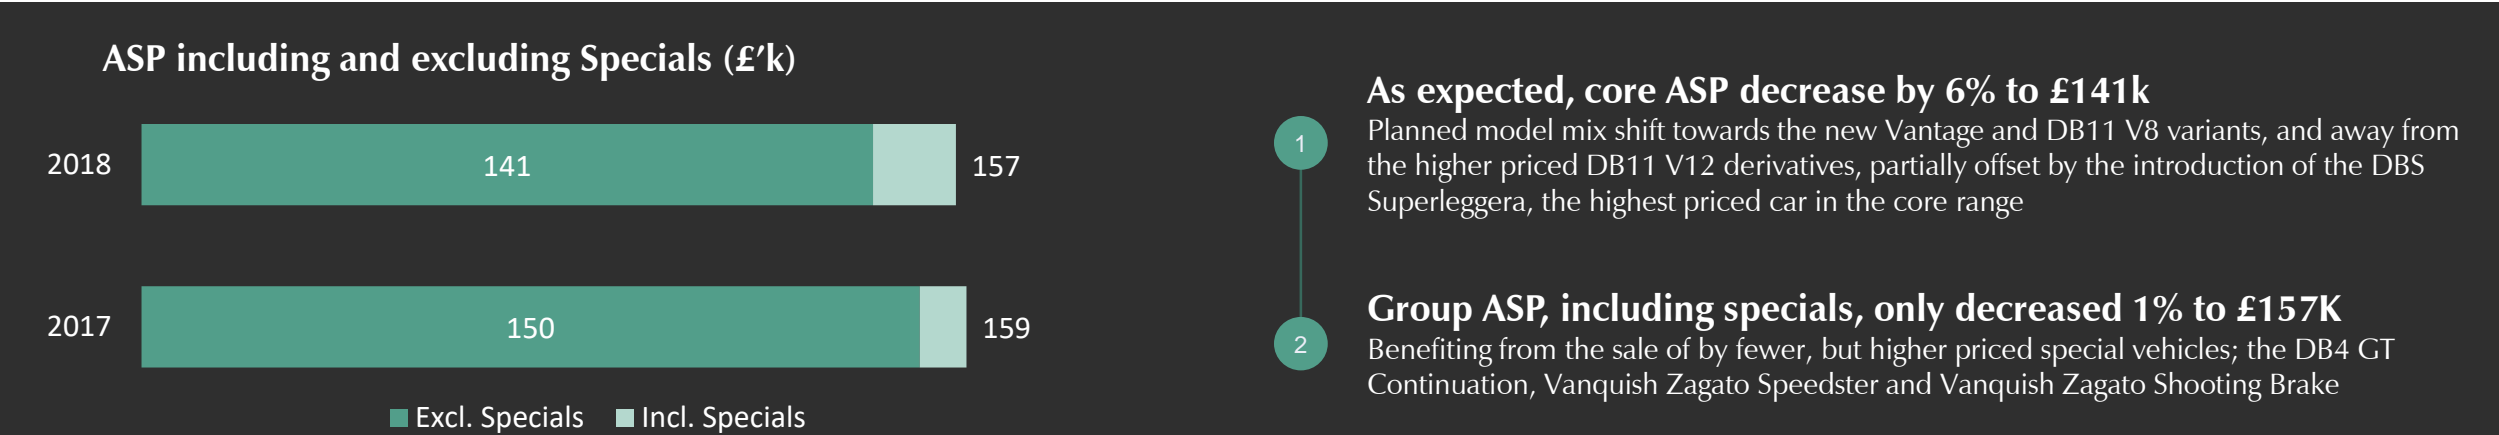 ASP including and excluding Specials (£’k)
2018
141
157
2017
150
159
Excl. Specials
Incl. Specials
1
As expected, core ASP decrease by 6% to £141k
Planned model mix shift towards the new Vantage and DB11 V8 variants, and away from
the higher priced DB11 V12 derivatives, partially offset by the introduction of the DBS
Superleggera, the highest priced car in the core range
2
Group ASP, including specials, only decreased 1% to £157K
Benefiting from the sale of by fewer, but higher priced special vehicles; the DB4 GT
Continuation, Vanquish Zagato Speedster and Vanquish Zagato Shooting Brake